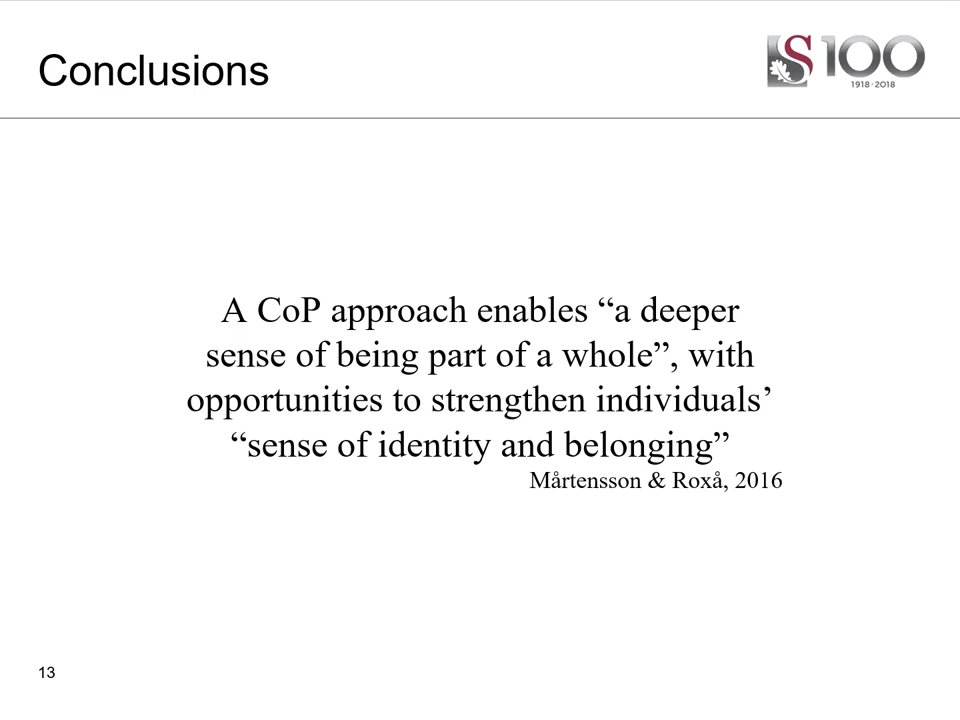 Conclusions
S100
1918 · 2018
A CoP approach enables “a deeper
sense of being part of a whole”, with
opportunities to strengthen individuals’
“sense of identity and belonging”
Mårtensson & Roxå, 2016
13